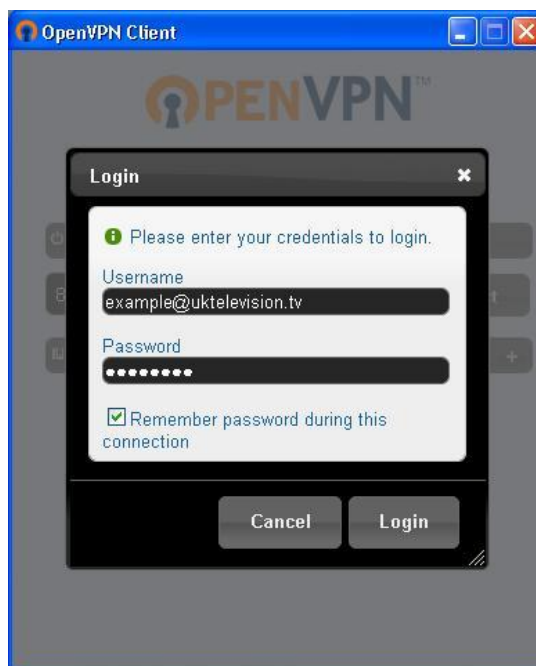 OpenVPN Client
OPENVPN™
Login
Please enter your credentials to login.
Username
example@uktelevision.tv
Password
Remember password during this
connection
Cancel
Login